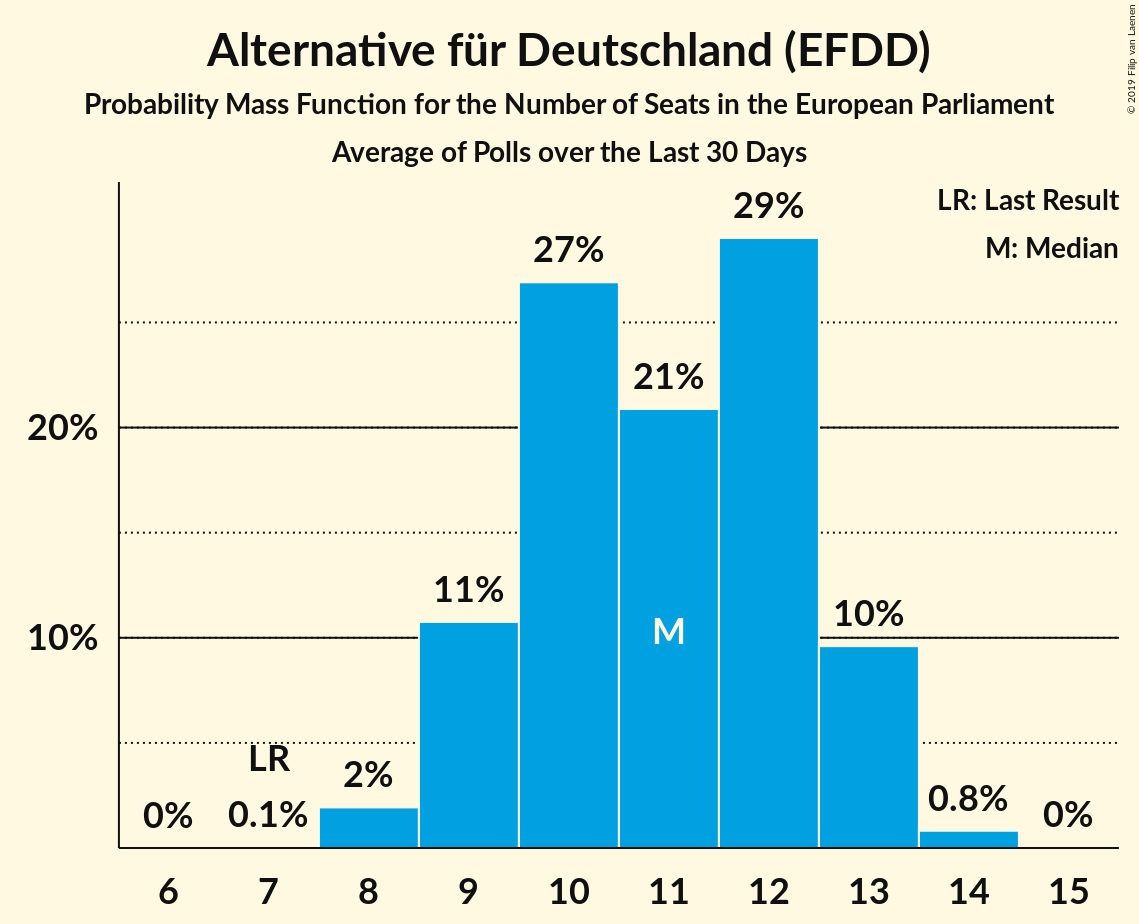 Alternative für Deutschland (EFDD)
Probability Mass Function for the Number of Seats in the European Parliament
Average of Polls over the Last 30 Days
© 2019 Filip van Laenen
LR: Last Result
M: Median
29%
27%
21%
20%
11%
10%
M
10%
LR
2%
0%
0.1%
0.8%
0%
6 7 8 9 10 11 12 13 14 15